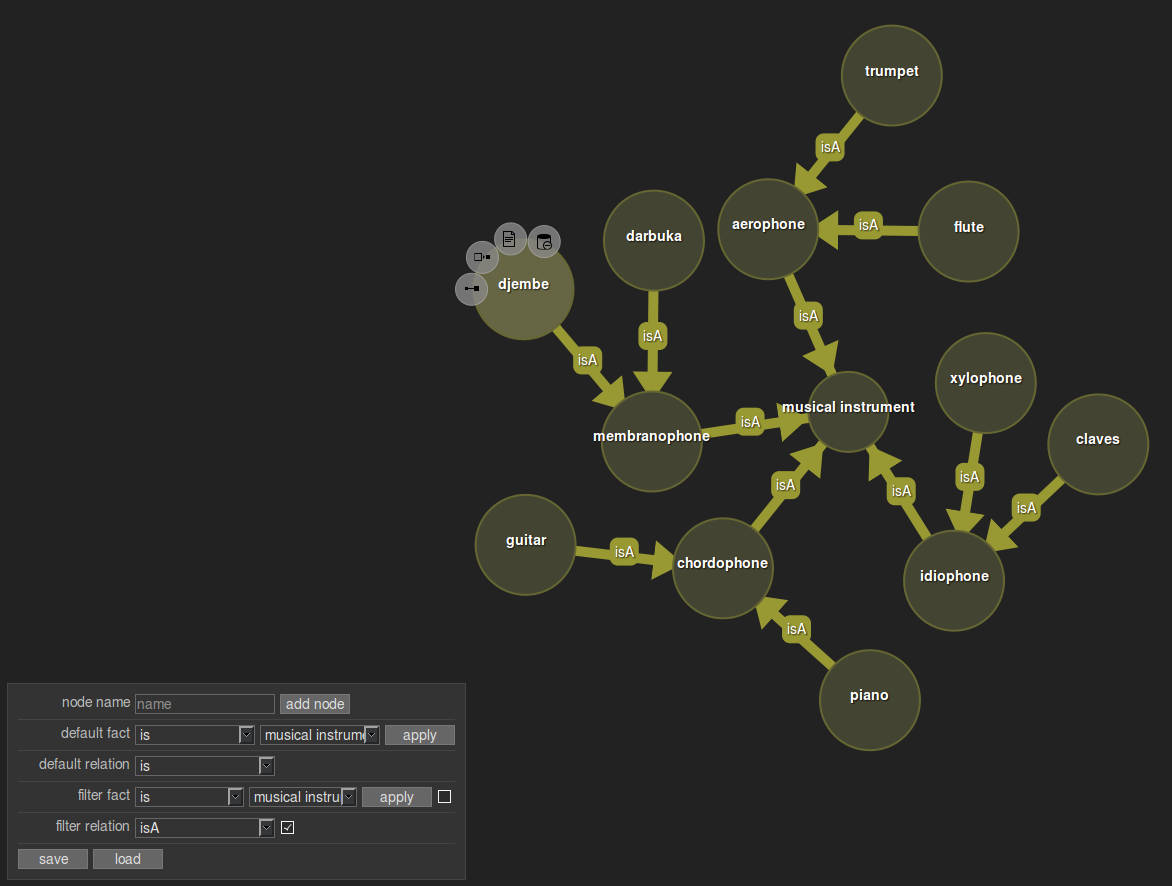 trumpet
isA
aerophone
isA
flute
darbuka
djembe
isA
isA
isA
xylophone
musical instrument
claves
membranophone
isA
isA
isA
isA
isA
guitar
isA
chordophone
idiophone
isA
piano
node name name add node
default fact is musical instrum apply
default relation is
filter fact is musical instru apply
filter relation isA
save load